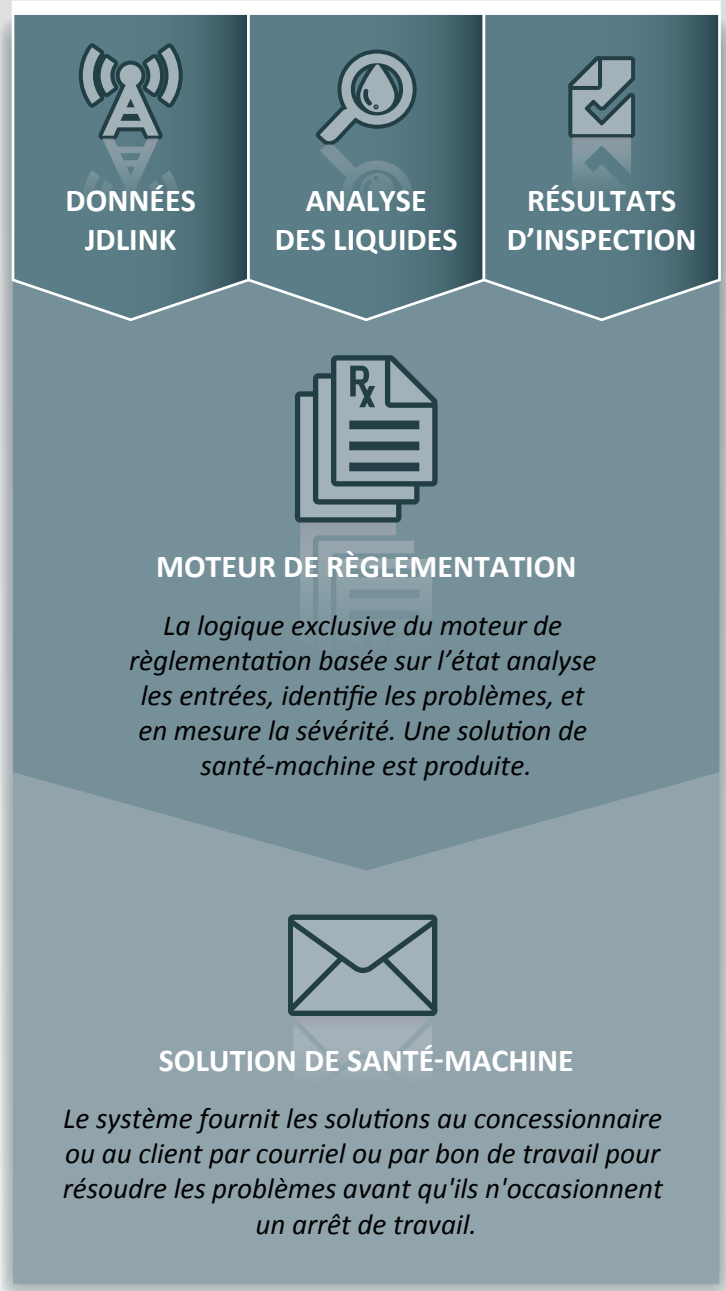 DONNÉES
JDLINK
ANALYSE
DES LIQUIDES
RÉSULTATS
D’INSPECTION
Rx
MOTEUR DE RÈGLEMENTATION
La logique exclusive du moteur de
règlementation basée sur l’état analyse
les entrées, identifie les problèmes, et
en mesure la sévérité. Une solution de
santé-machine est produite.
SOLUTION DE SANTÉ-MACHINE
Le système fournit les solutions au concessionnaire
ou au client par courriel ou par bon de travail pour
résoudre les problèmes avant qu'ils n'occasionnent
un arrêt de travail.